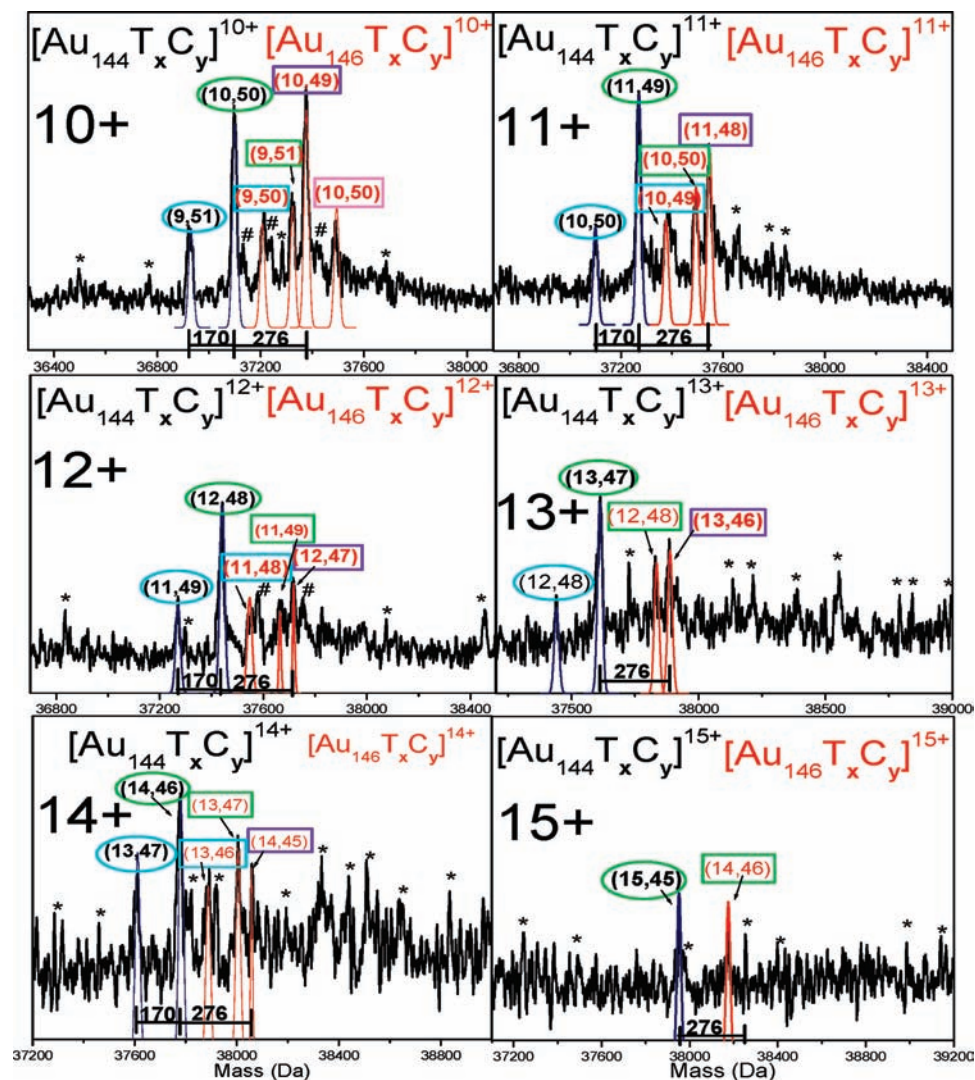 [Au144TxCy]10+ [Au146TxCy]10+
10+
(10,50)
(10,49)
(9,51)
(9,50)
(10,50)
(9,51)
* * # # * # *
170 276
36400 36800 37200 37600 38000
[Au144TxCy]11+ [Au146TxCy]11+
11+
(11,49)
(11,48)
(10,50)
(10,49)
(10,50)
* * *
170 276
36800 37200 37600 38000 38400
[Au144TxCy]12+ [Au146TxCy]12+
12+
(12,48)
(11,49)
(12,47)
(11,48)
(11,49)
* * # # * *
170 276
36800 37200 37600 38000 38400
[Au144TxCy]13+ [Au146TxCy]13+
13+
(13,47)
(12,48)
(13,46)
(12,48)
* * * * * * * *
276
37500 38000 38500 39000
[Au144TxCy]14+ [Au146TxCy]14+
14+
(14,46)
(13,47)
(13,47)
(13,46)
(14,45)
* * * * * * * * * *
170 276
37200 37600 38000 38400 38800
Mass (Da)
[Au144TxCy]15+ [Au146TxCy]15+
15+
(15,45)
(14,46)
* * * * * * *
276
37200 37600 38000 38400 38800 39200
Mass (Da)